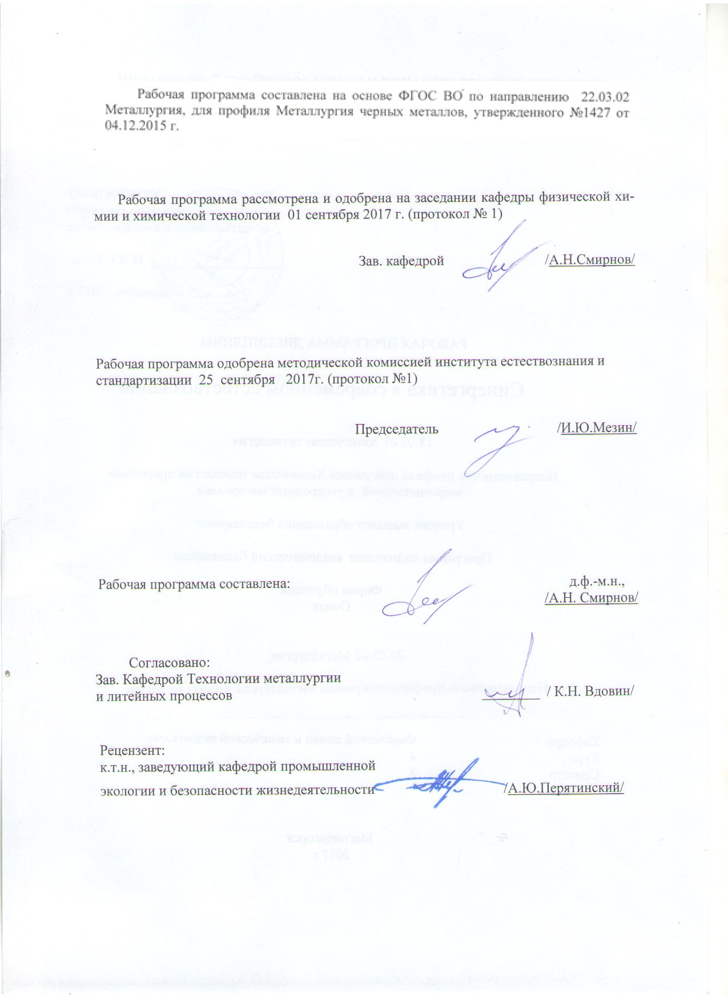 Рабочая программа составлена на основе ФГОС ВО по направлению 22.03.02
Металлургия, для профиля Металлургия черных металлов, утвержденного №1427 от
04.12.2015 г.
Рабочая программа рассмотрена и одобрена на заседании кафедры физической хи-
мии и химической технологии 01 сентября 2017 г. (протокол № 1)
Зав. кафедрой /А.Н.Смирнов/
Рабочая программа одобрена методической комиссией института естествознания и
стандартизации 25 сентября 2017г. (протокол №1)
Председатель /И.Ю.Мезин/
Рабочая программа составлена: д.ф.-м.н.,
/А.Н. Смирнов/
Согласовано:
Зав. Кафедрой Технологии металлургии
и литейных процессов ________ / К.Н. Вдовин/
Рецензент:
к.т.н., заведующий кафедрой промышленной
экологии и безопасности жизнедеятельности /А.Ю.Перятинский/